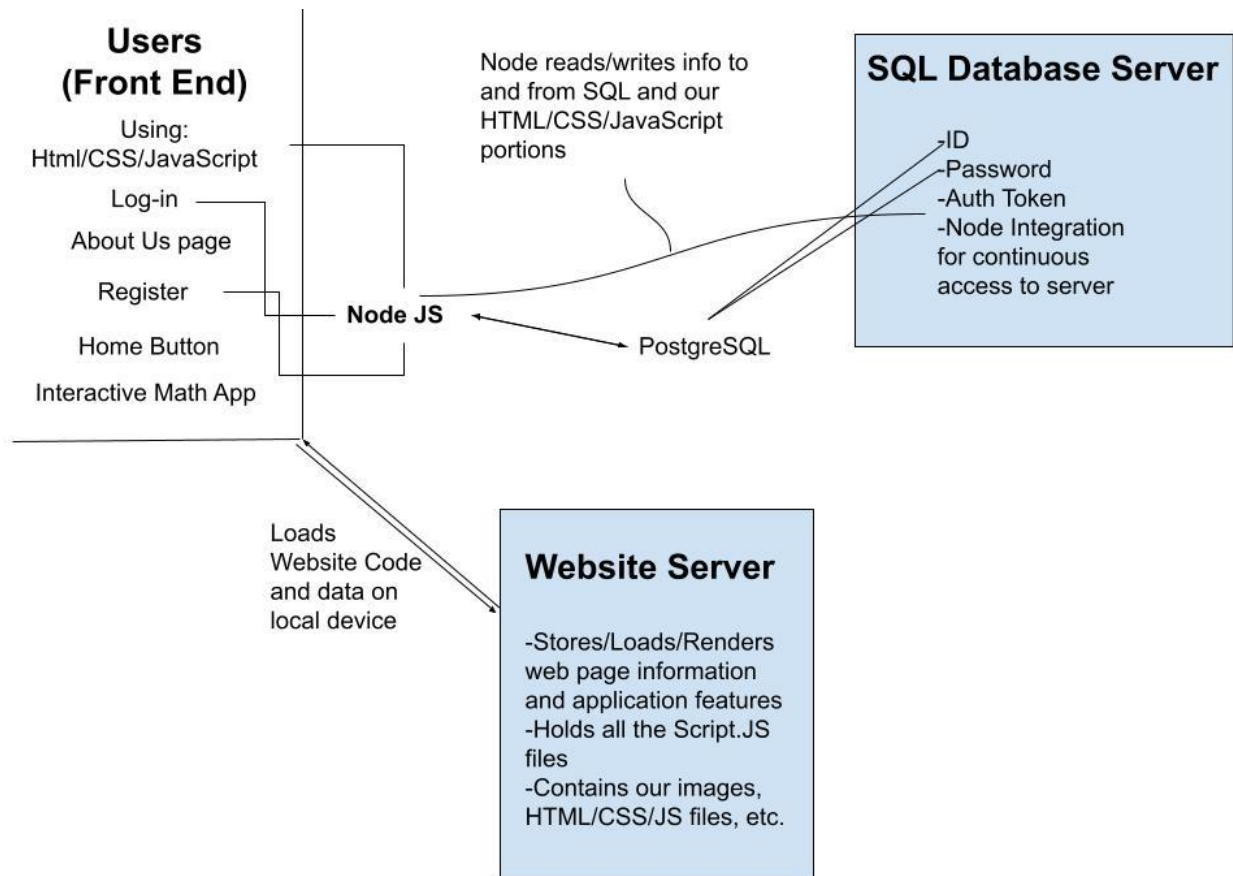 Users
(Front End)
Using:
Html/CSS/JavaScript
Log-in
About Us page
Register
Home Button
Interactive Math App
Node JS
Node reads/writes info to
and from SQL and our
HTML/CSS/JavaScript
portions
PostgreSQL
SQL Database Server
-ID
-Password
-Auth Token
-Node Integration
for continuous
access to server
Loads
Website Code
and data on
local device
Website Server
-Stores/Loads/Renders
web page information
and application features
-Holds all the Script.JS
files
-Contains our images,
HTML/CSS/JS files, etc.